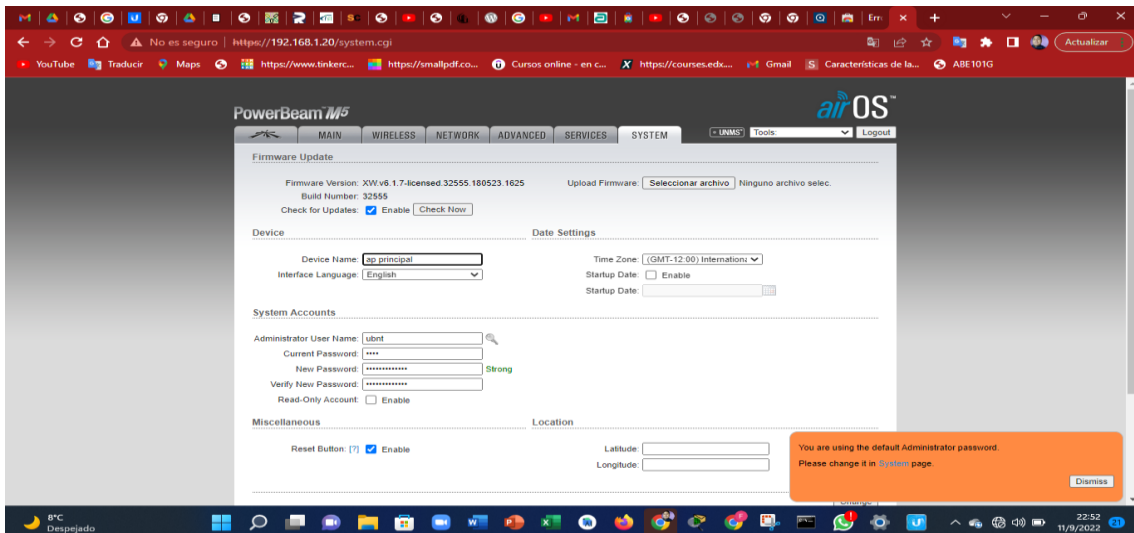 Err
No es seguro | https://192.168.1.20/system.cgi
Actualizar
YouTube Traducir Maps https://www.tinkerc... https://smallpdf.co... Cursos online - en c... https://courses.edx.... Gmail Características de la... ABE101G
PowerBeam M5
airOS™
MAIN WIRELESS NETWORK ADVANCED SERVICES SYSTEM UNMS Tools: Logout
Firmware Update
Firmware Version: XW.v6.1.7-licensed.32555.180523.1625 Upload Firmware: Seleccionar archivo Ninguno archivo selec.
Build Number: 32555
Check for Updates: Enable Check Now
Device Date Settings
Device Name: ap principal Time Zone: (GMT-12:00) Internationa
Interface Language: English Startup Date: Enable
Startup Date:
System Accounts
Administrator User Name: ubnt
Current Password: ••••
New Password: ••••••••••••• Strong
Verify New Password: •••••••••••••
Read-Only Account: Enable
Miscellaneous Location
Reset Button: [?] Enable Latitude:
Longitude:
You are using the default Administrator password.
Please change it in System page.
Dismiss
Change
8°C
Despejado
22:52
11/9/2022
21